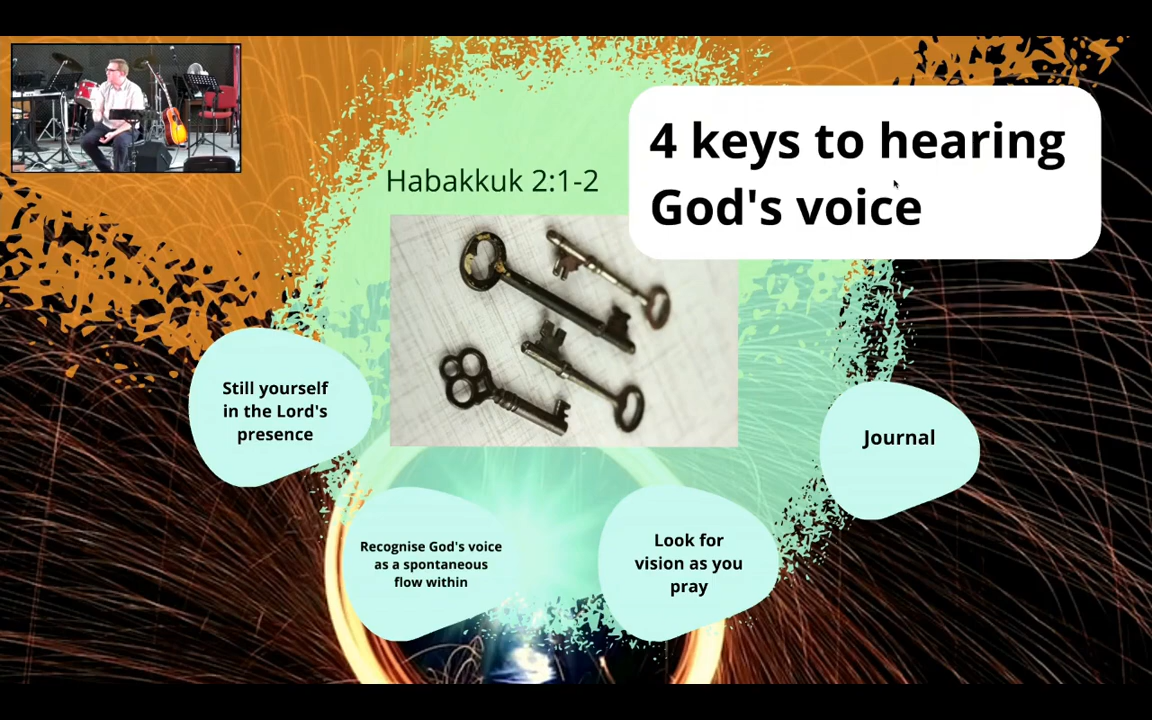 4 keys to hearing
God's voice
Habakkuk 2:1-2
Still yourself
in the Lord's
presence
Recognise God's voice
as a spontaneous
flow within
Look for
vision as you
pray
Journal